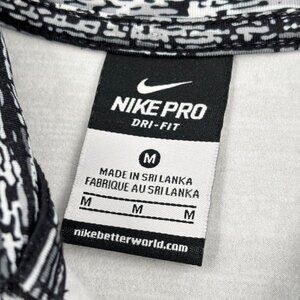 NIKE PRO
DRI-FIT
M
MADE IN SRI LANKA
FABRIQUE AU SRI LANKA
M M M
nikebetterworld.com